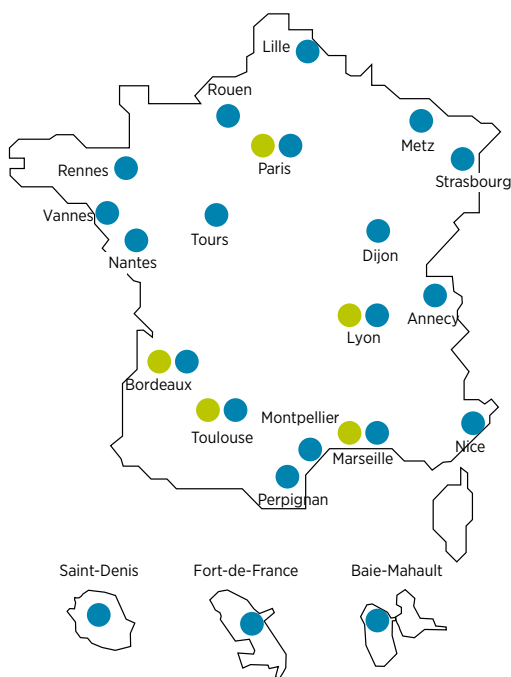 Lille
Rouen
Metz
Paris
Strasbourg
Rennes
Vannes
Tours
Nantes
Dijon
Annecy
Lyon
Bordeaux
Montpellier
Toulouse
Nice
Marseille
Perpignan
Saint-Denis
Fort-de-France
Baie-Mahault